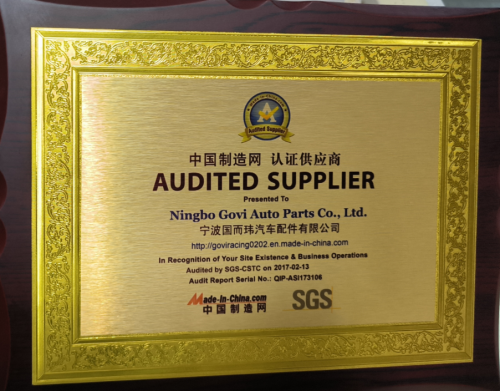 Audited Supplier
中国制造网 认证供应商
AUDITED SUPPLIER
Presented To
Ningbo Govi Auto Parts Co., Ltd.
宁波国而玮汽车配件有限公司
http://goviracing0202.en.made-in-china.com
In Recognition of Your Site Existence & Business Operations
Audited by SGS-CSTC on 2017-02-13
Audit Report Serial No.: QIP-ASI173106
Made-in-China.com
中国制造网
SGS